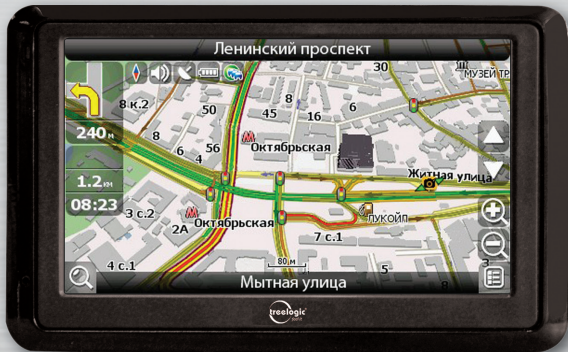 Ленинский проспект
30
МУЗЕЙ ТР
8 к.2
50
8
45
6
16
240 м
8
6
56
4
Октябрьская
Житная улица
1.2 км
08:23
3 с.2
2А
Октябрьская
ЛУКОЙЛ
7 с.1
4 с.1
80 м
5
3
Мытная улица
treelogic